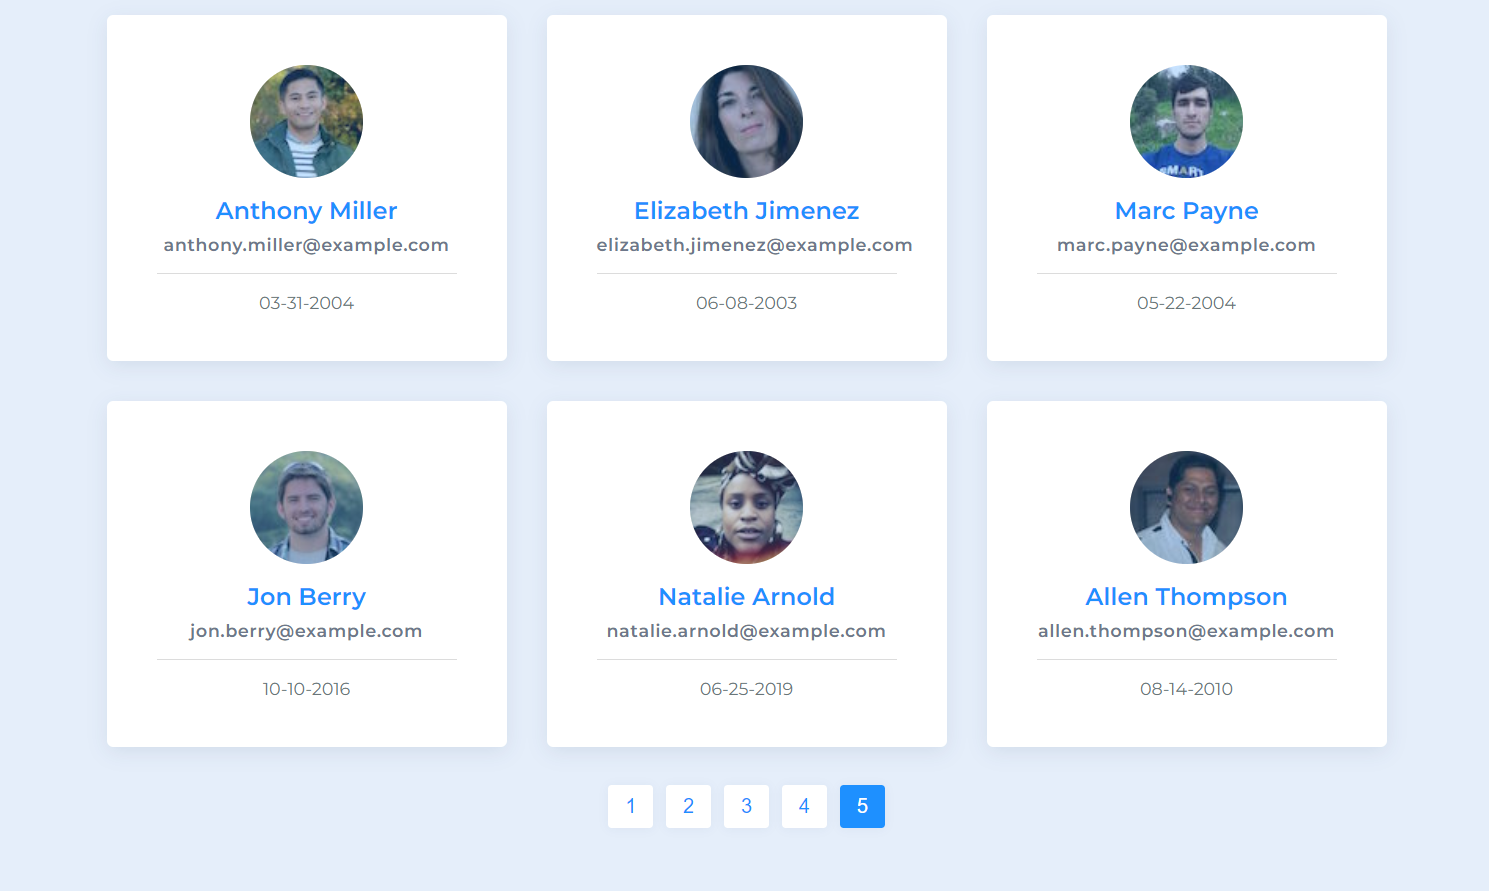 Anthony Miller
anthony.miller@example.com
03-31-2004
Elizabeth Jimenez
elizabeth.jimenez@example.com
06-08-2003
Marc Payne
marc.payne@example.com
05-22-2004
Jon Berry
jon.berry@example.com
10-10-2016
Natalie Arnold
natalie.arnold@example.com
06-25-2019
Allen Thompson
allen.thompson@example.com
08-14-2010
1 2 3 4 5